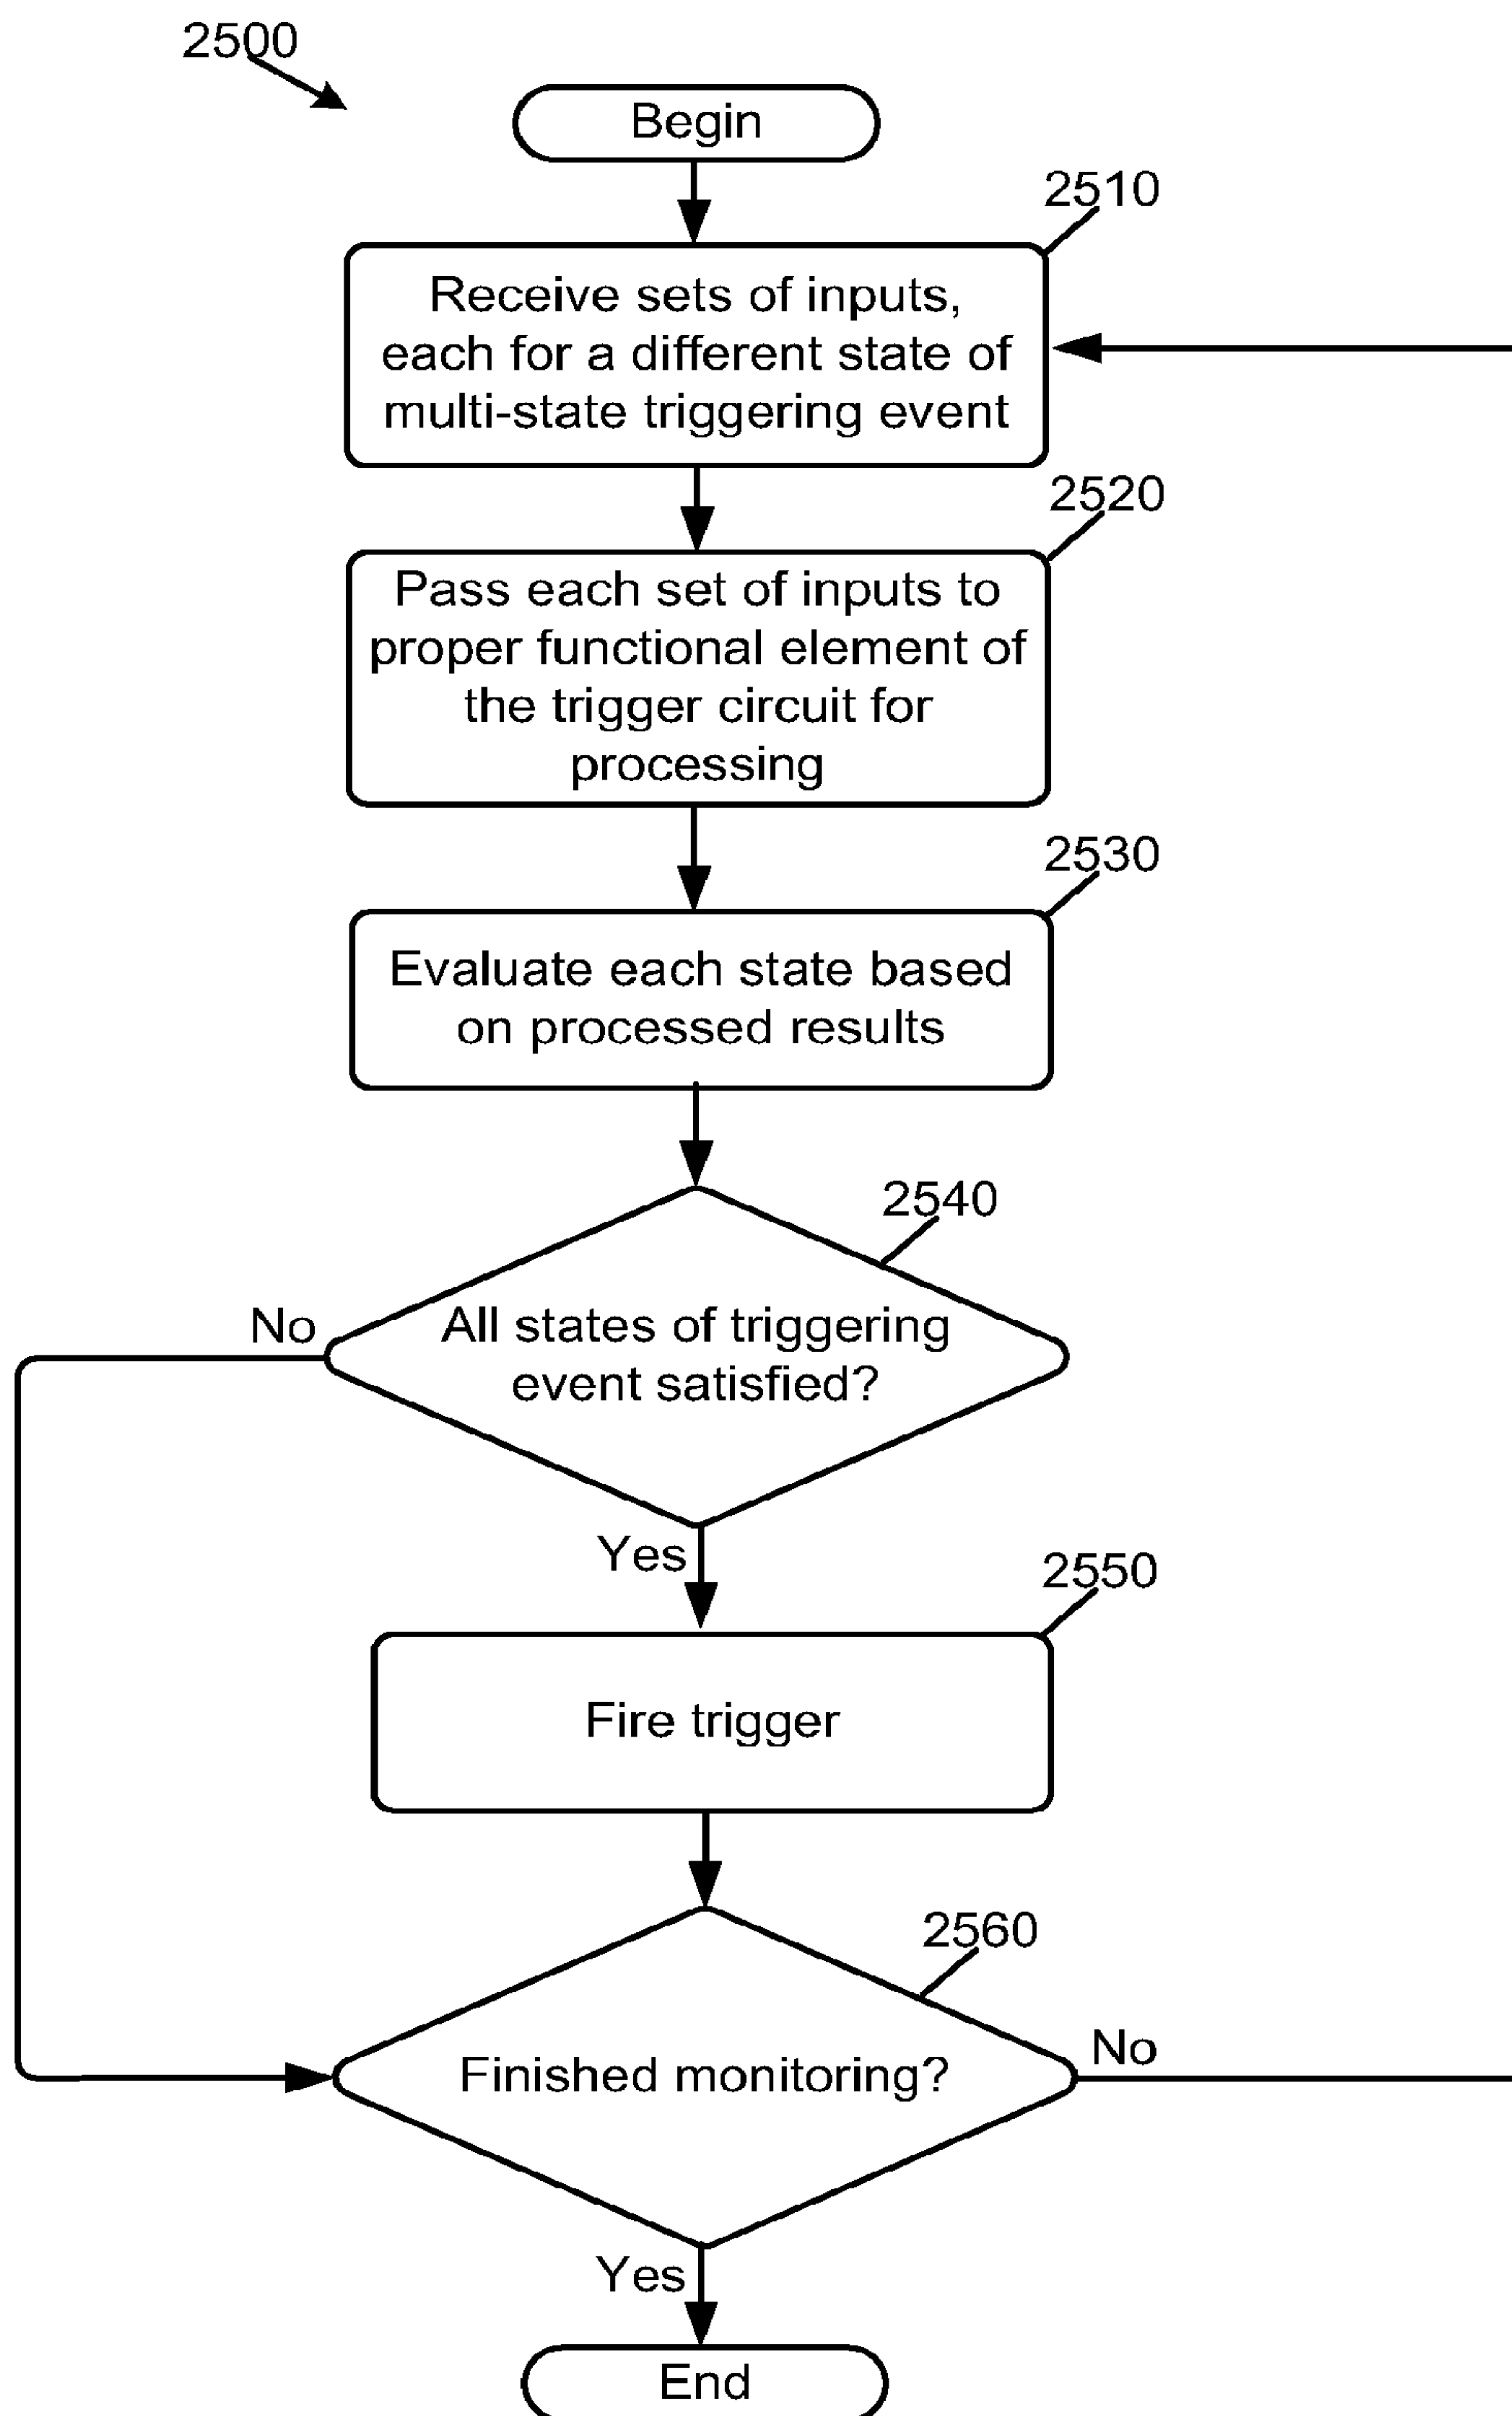 2500
Begin
2510
Receive sets of inputs,
each for a different state of
multi-state triggering event
2520
Pass each set of inputs to
proper functional element of
the trigger circuit for
processing
2530
Evaluate each state based
on processed results
2540
No
All states of triggering
event satisfied?
Yes
2550
Fire trigger
2560
No
Finished monitoring?
Yes
End